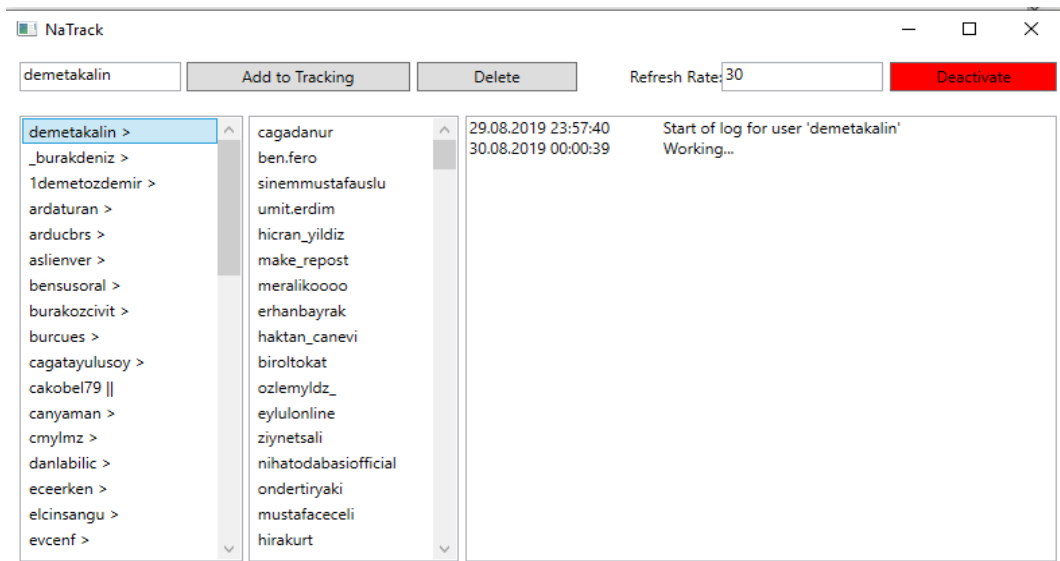 NaTrack
demetakalin
Add to Tracking
Delete
Refresh Rate:
30
Deactivate
demetakalin >
_burakdeniz >
1demetozdemir >
ardaturan >
arducbrs >
aslienver >
bensusoral >
burakozcivit >
burcues >
cagatayulusoy >
cakobel79 ||
canyaman >
cmylmz >
danlabilic >
eceerken >
elcinsangu >
evcenf >
cagadanur
ben.fero
sinemmustafauslu
umit.erdim
hicran_yildiz
make_repost
meralikoooo
erhanbayrak
haktan_canevi
biroltokat
ozlemyldz_
eylulonline
ziynetsali
nihatodabasiofficial
ondertiryaki
mustafaceceli
hirakurt
29.08.2019 23:57:40 Start of log for user 'demetakalin'
30.08.2019 00:00:39 Working...